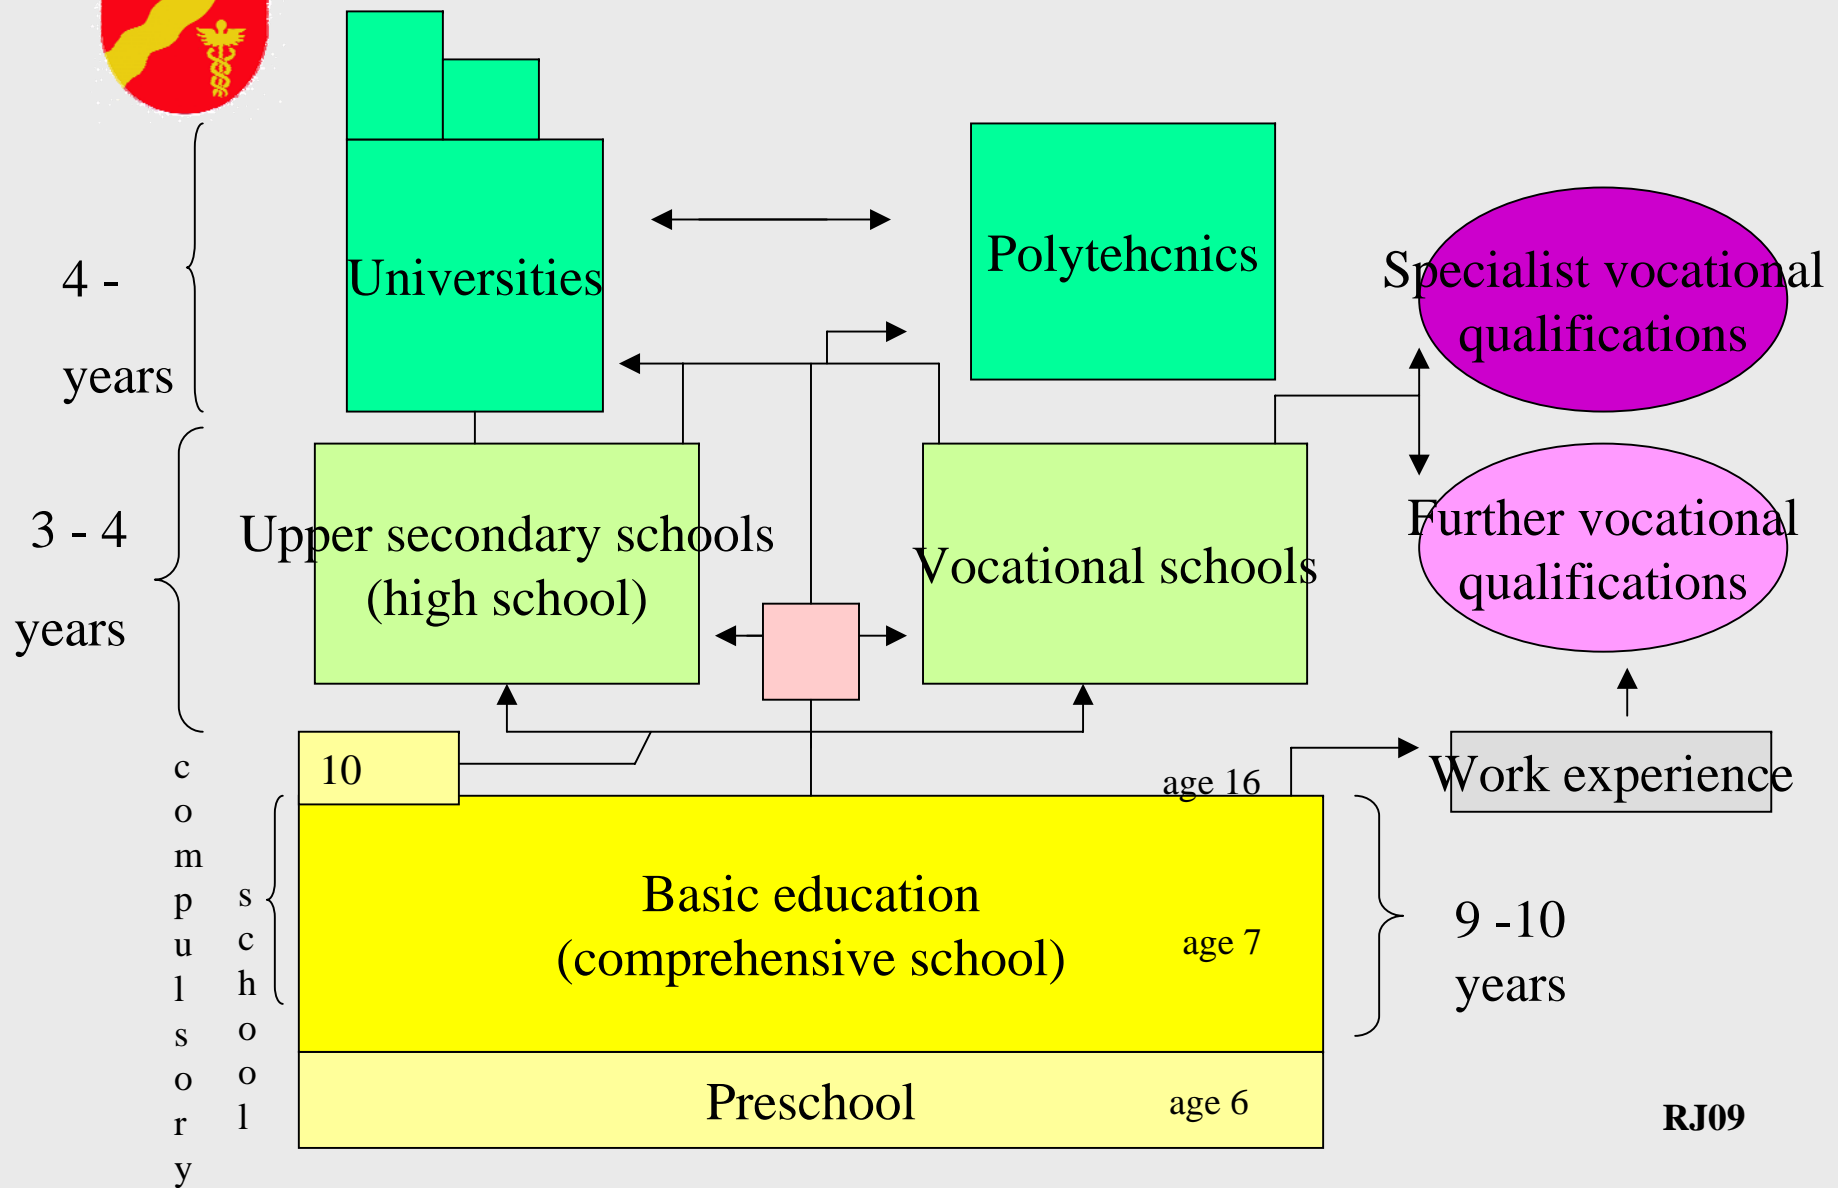 Universities
Polytehcnics
Specialist vocational
qualifications
4 -
years
Upper secondary schools
(high school)
Vocational schools
Further vocational
qualifications
3 - 4
years
10
age 16
Work experience
compulsory
school
Basic education
(comprehensive school)
age 7
9 -10
years
Preschool
age 6
RJ09